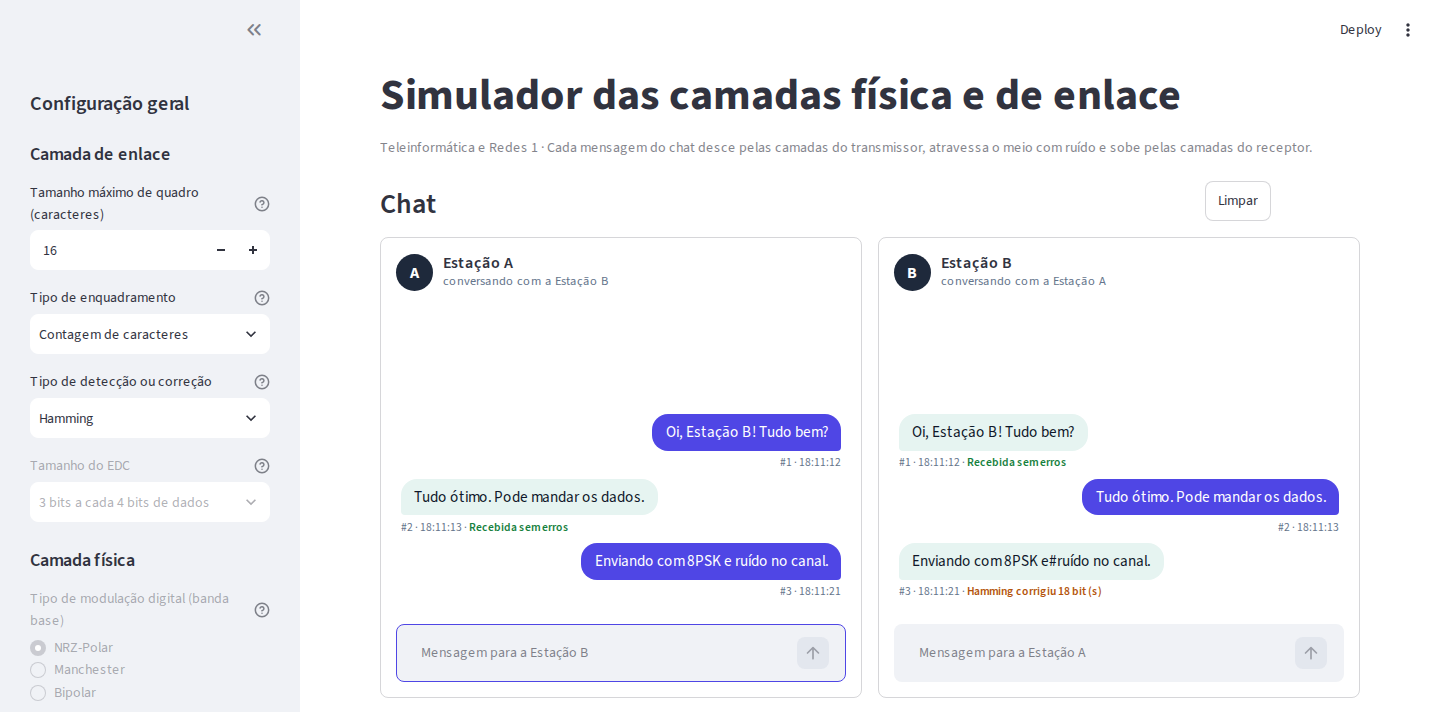 Configuração geral
Camada de enlace
Tamanho máximo de quadro
(caracteres)
16
Tipo de enquadramento
Contagem de caracteres
Tipo de detecção ou correção
Hamming
Tamanho do EDC
3 bits a cada 4 bits de dados
Camada física
Tipo de modulação digital (banda
base)
NRZ-Polar
Manchester
Bipolar
Deploy
Simulador das camadas física e de enlace
Teleinformática e Redes 1 · Cada mensagem do chat desce pelas camadas do transmissor, atravessa o meio com ruído e sobe pelas camadas do receptor.
Chat
Limpar
A
Estação A
conversando com a Estação B
Oi, Estação B! Tudo bem?
#1 · 18:11:12
Tudo ótimo. Pode mandar os dados.
#2 · 18:11:13 · Recebida sem erros
Enviando com 8PSK e ruído no canal.
#3 · 18:11:21
Mensagem para a Estação B
B
Estação B
conversando com a Estação A
Oi, Estação B! Tudo bem?
#1 · 18:11:12 · Recebida sem erros
Tudo ótimo. Pode mandar os dados.
#2 · 18:11:13
Enviando com 8PSK e#ruído no canal.
#3 · 18:11:21 · Hamming corrigiu 18 bit(s)
Mensagem para a Estação A